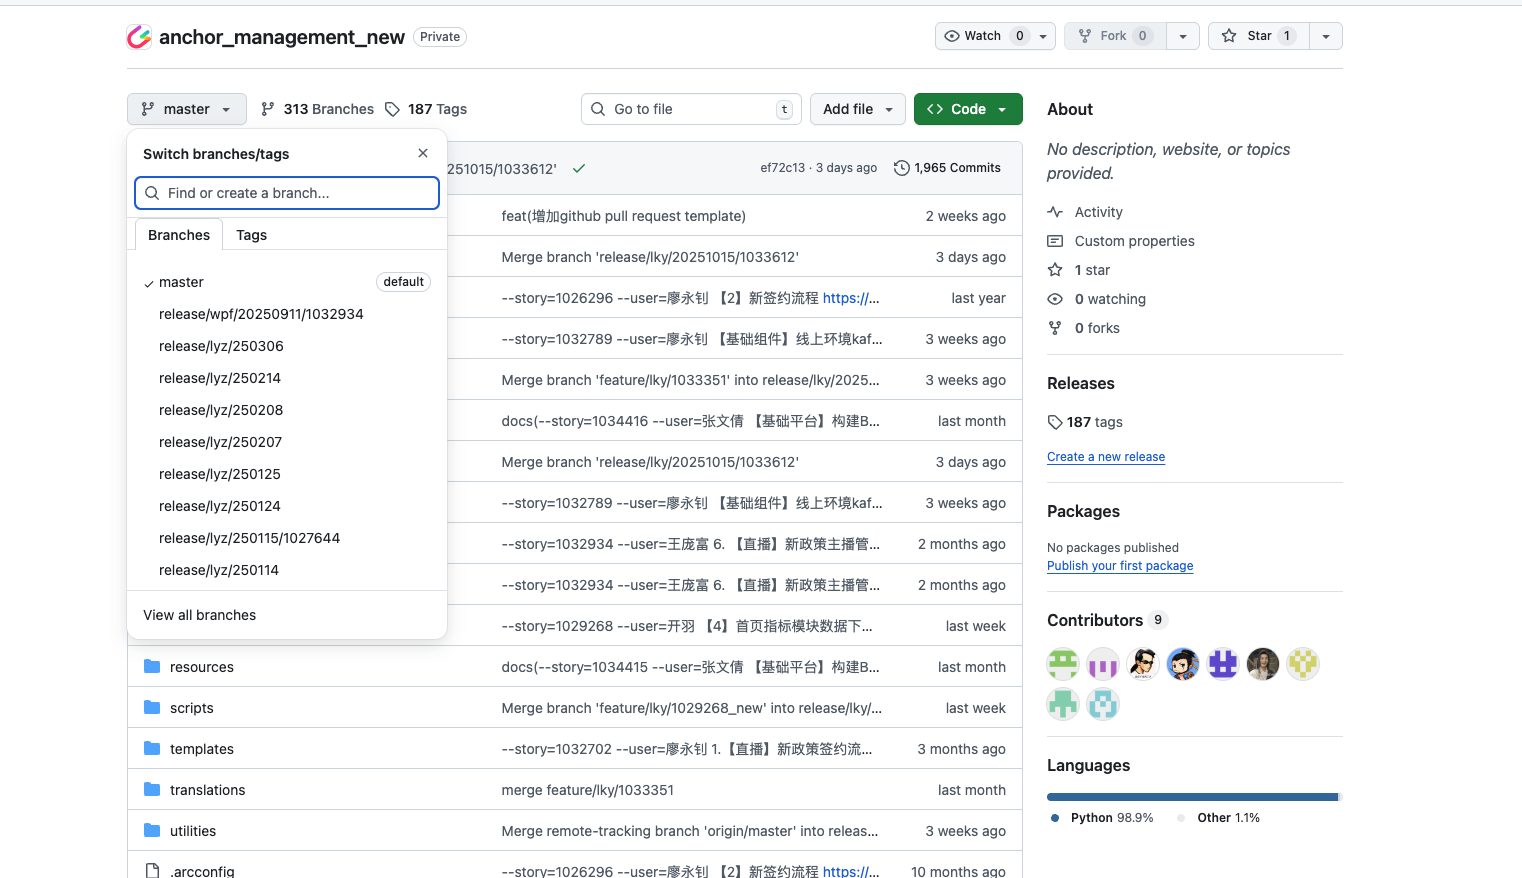 anchor_management_new Private
Watch 0
Fork 0
Star 1
master
313 Branches
187 Tags
Go to file t
Add file
Code
Switch branches/tags
Find or create a branch...
Branches Tags
master default
release/wpf/20250911/1032934
release/lyz/250306
release/lyz/250214
release/lyz/250208
release/lyz/250207
release/lyz/250125
release/lyz/250124
release/lyz/250115/1027644
release/lyz/250114
View all branches
251015/1033612' ef72c13 · 3 days ago 1,965 Commits
feat(增加github pull request template) 2 weeks ago
Merge branch 'release/lky/20251015/1033612' 3 days ago
--story=1026296 --user=廖永钊 【2】新签约流程 https://... last year
--story=1032789 --user=廖永钊 【基础组件】线上环境kaf... 3 weeks ago
Merge branch 'feature/lky/1033351' into release/lky/2025... 3 weeks ago
docs(--story=1034416 --user=张文倩 【基础平台】构建B... last month
Merge branch 'release/lky/20251015/1033612' 3 days ago
--story=1032789 --user=廖永钊 【基础组件】线上环境kaf... 3 weeks ago
--story=1032934 --user=王庞富 6. 【直播】新政策主播管... 2 months ago
--story=1032934 --user=王庞富 6. 【直播】新政策主播管... 2 months ago
--story=1029268 --user=开羽 【4】首页指标模块数据下... last week
resources docs(--story=1034415 --user=张文倩 【基础平台】构建B... last month
scripts Merge branch 'feature/lky/1029268_new' into release/lky/... last week
templates --story=1032702 --user=廖永钊 1.【直播】新政策签约流... 3 months ago
translations merge feature/lky/1033351 last month
utilities Merge remote-tracking branch 'origin/master' into releas... 3 weeks ago
.arcconfig --story=1026296 --user=廖永钊 【2】新签约流程 https://... 10 months ago
About
No description, website, or topics
provided.
Activity
Custom properties
1 star
0 watching
0 forks
Releases
187 tags
Create a new release
Packages
No packages published
Publish your first package
Contributors 9
Languages
Python 98.9% Other 1.1%